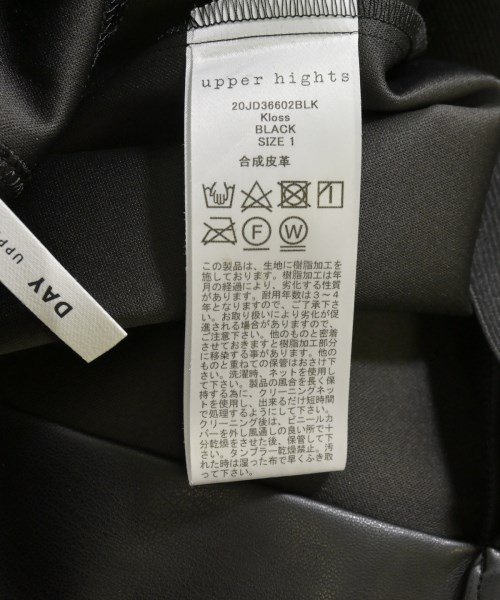 upper hights
20JD36602BLK
Kloss
BLACK
SIZE 1
合成皮革
F W
この製品は、生地に樹脂加工を
施しております。樹脂加工は年
月の経過により、劣化する性質
があります。耐用年数は3～4
年となりますので、ご了承下さ
い。お取り扱いにより劣化が促
進される場合がありますので、
ご注意下さい。他のものと密着
させておきますと樹脂加工部分
に移染する事があります。他の
ものと重ねての保管はおさけ下
さい。洗濯時、ネットを使用し
て下さい。製品の風合を長く保
持する為に、クリーニングネッ
トを使用し、出来るだけ短時間
で処理するようにして下さい。
クリーニング後は、ビニールカ
バーを外し風通しの良い所で十
分乾燥をさせた後、保管して下
さい。タンブラー乾燥禁止。汚
れた時は湿った布で早くふき取
って下さい。
DAY UPP